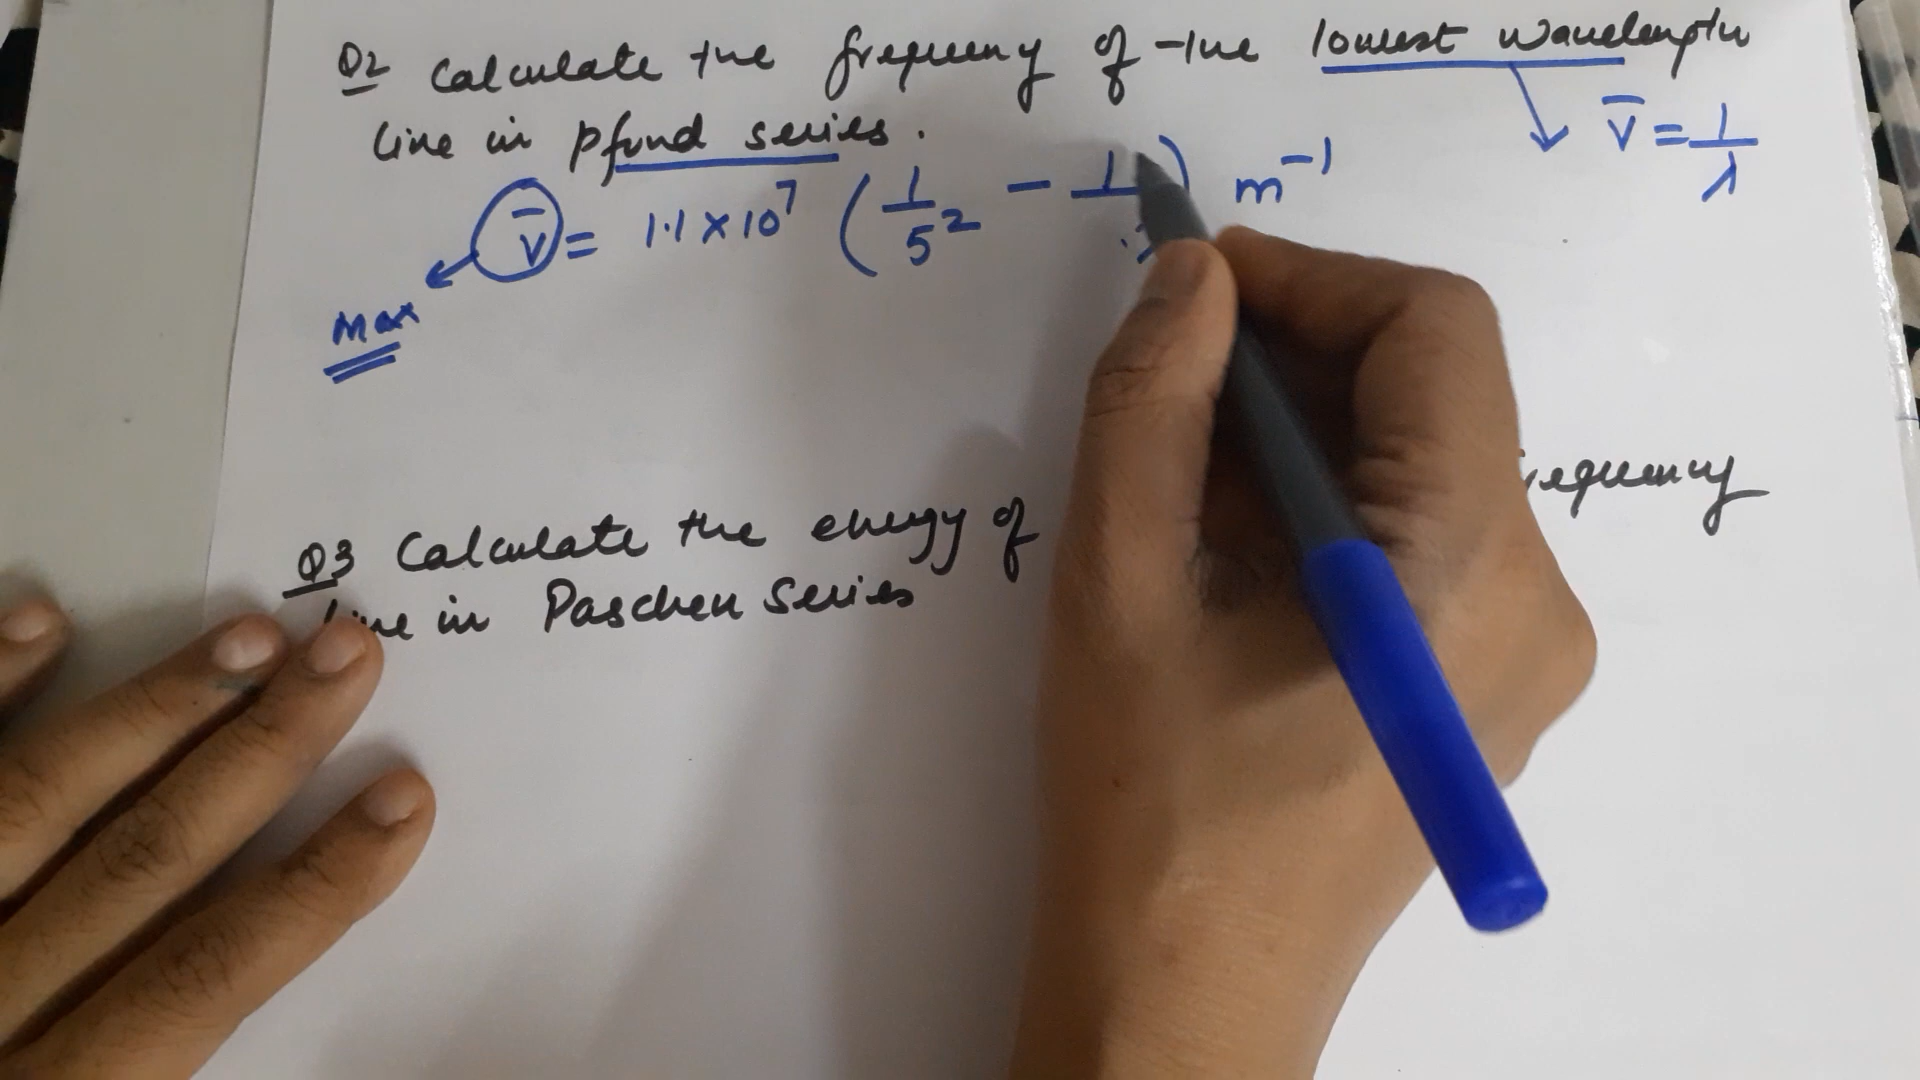 Q2 Calculate the frequency of the lowest wavelength
line in pfund series.
↙ v̅ = 1/λ
v̅ = 1.1 × 10⁷ (1/5² − 1/ ) m⁻¹
Max
Q3 Calculate the energy of frequency
line in Paschen Series